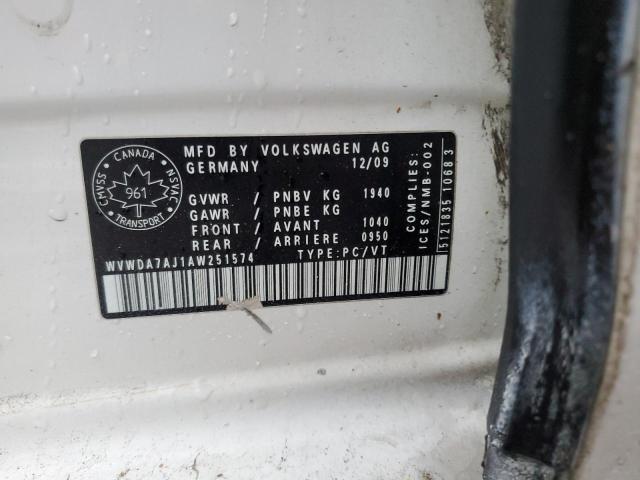 MFD BY VOLKSWAGEN AG
GERMANY 12/09
GVWR / PNBV KG 1940
GAWR / PNBE KG
FRONT / AVANT 1040
REAR / ARRIERE 0950
WVWDA7AJ1AW251574 TYPE:PC/VT
CANADA
CMVSS
NSVAC
961
TRANSPORT
COMPLIES:
ICES/NMB-002
5121835 1068 3